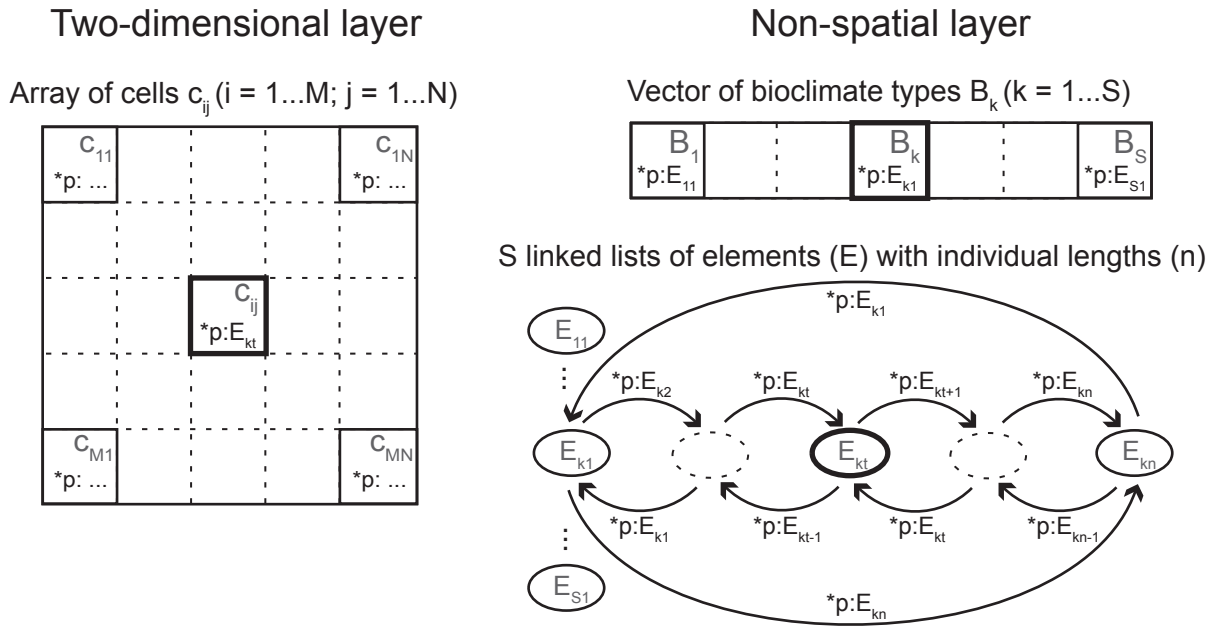 Two-dimensional layer
Array of cells c_ij (i = 1...M; j = 1...N)
c_11
*p: ...
c_1N
*p: ...
c_ij
*p:E_kt
c_M1
*p: ...
c_MN
*p: ...
Non-spatial layer
Vector of bioclimate types B_k (k = 1...S)
B_1
*p:E_11
B_k
*p:E_k1
B_S
*p:E_S1
S linked lists of elements (E) with individual lengths (n)
*p:E_k1
E_11
⋮
*p:E_k2
*p:E_kt
*p:E_kt+1
*p:E_kn
E_k1
E_kt
E_kn
*p:E_k1
*p:E_kt-1
*p:E_kt
*p:E_kn-1
⋮
E_S1
*p:E_kn